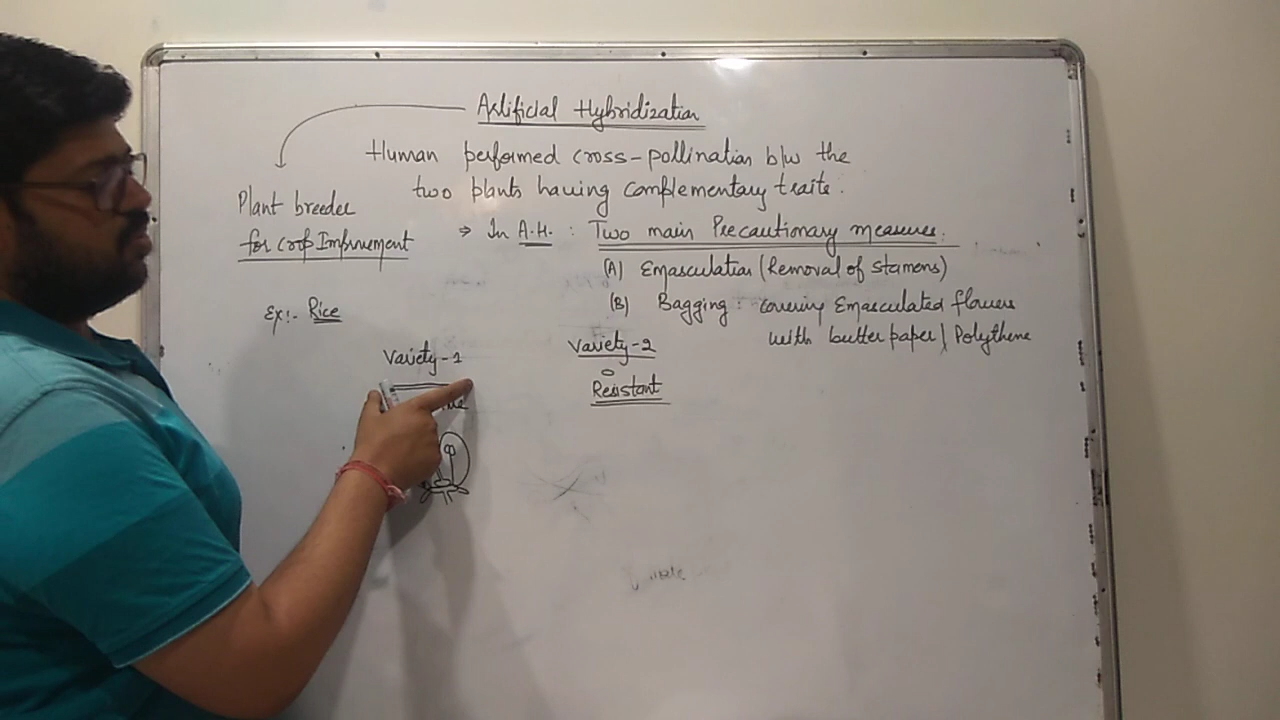 Artificial Hybridization
Human performed cross-pollination b/w the
two plants having complementary traits.
Plant breeder
for crop Improvement
⇒ In A.H. : Two main Precautionary measures.
(A) Emasculation (Removal of stamens)
(B) Bagging : covering Emasculated flowers
with butter paper / Polythene
Ex:- Rice
Variety-1
Variety-2
Resistant